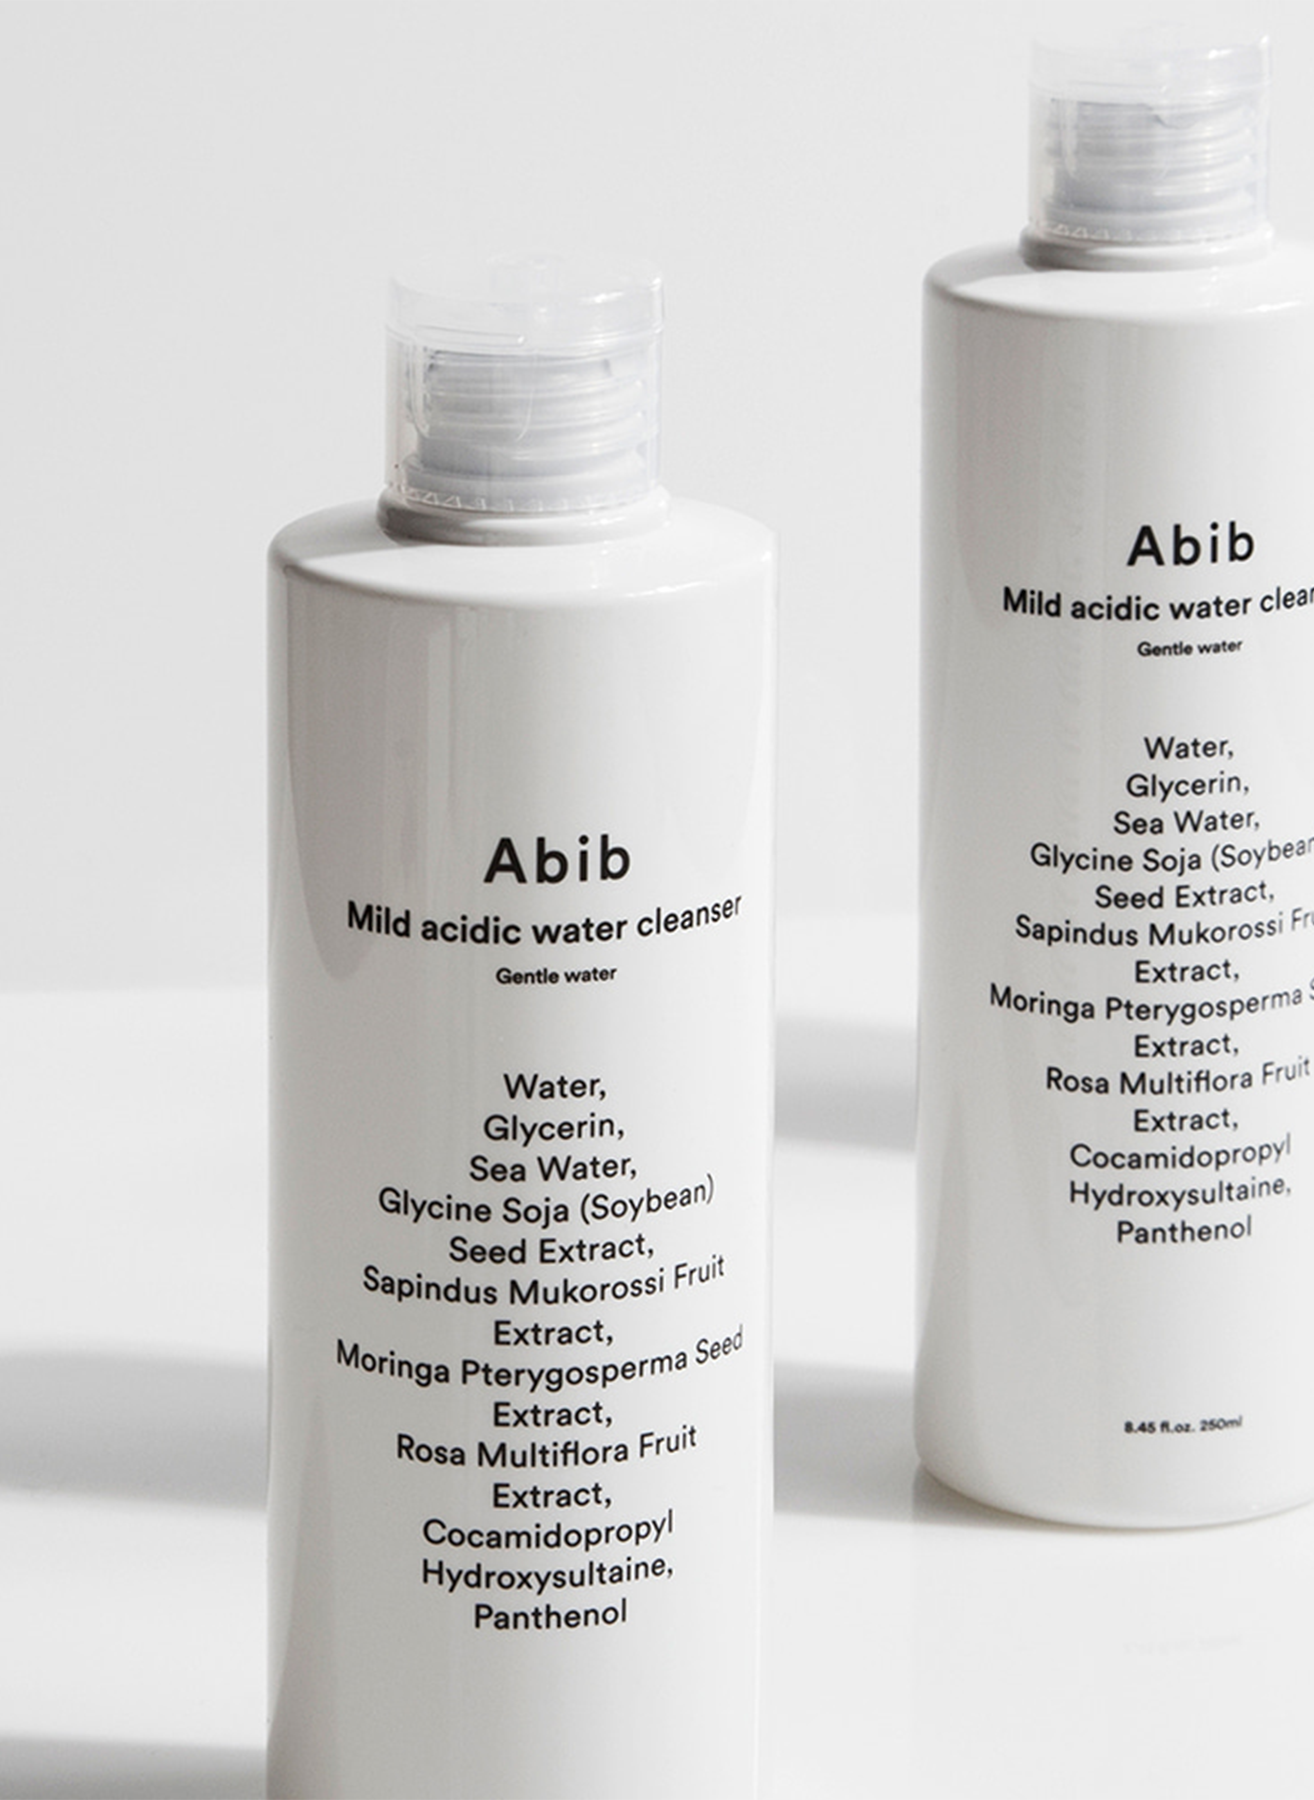 Abib
Mild acidic water cleanser
Gentle water
Water,
Glycerin,
Sea Water,
Glycine Soja (Soybean)
Seed Extract,
Sapindus Mukorossi Fruit
Extract,
Moringa Pterygosperma Seed
Extract,
Rosa Multiflora Fruit
Extract,
Cocamidopropyl
Hydroxysultaine,
Panthenol
Abib
Mild acidic water clean
Gentle water
Water,
Glycerin,
Sea Water,
Glycine Soja (Soybean
Seed Extract,
Sapindus Mukorossi Fru
Extract,
Moringa Pterygosperma S
Extract,
Rosa Multiflora Fruit
Extract,
Cocamidopropyl
Hydroxysultaine,
Panthenol
8.45 fl.oz. 250ml